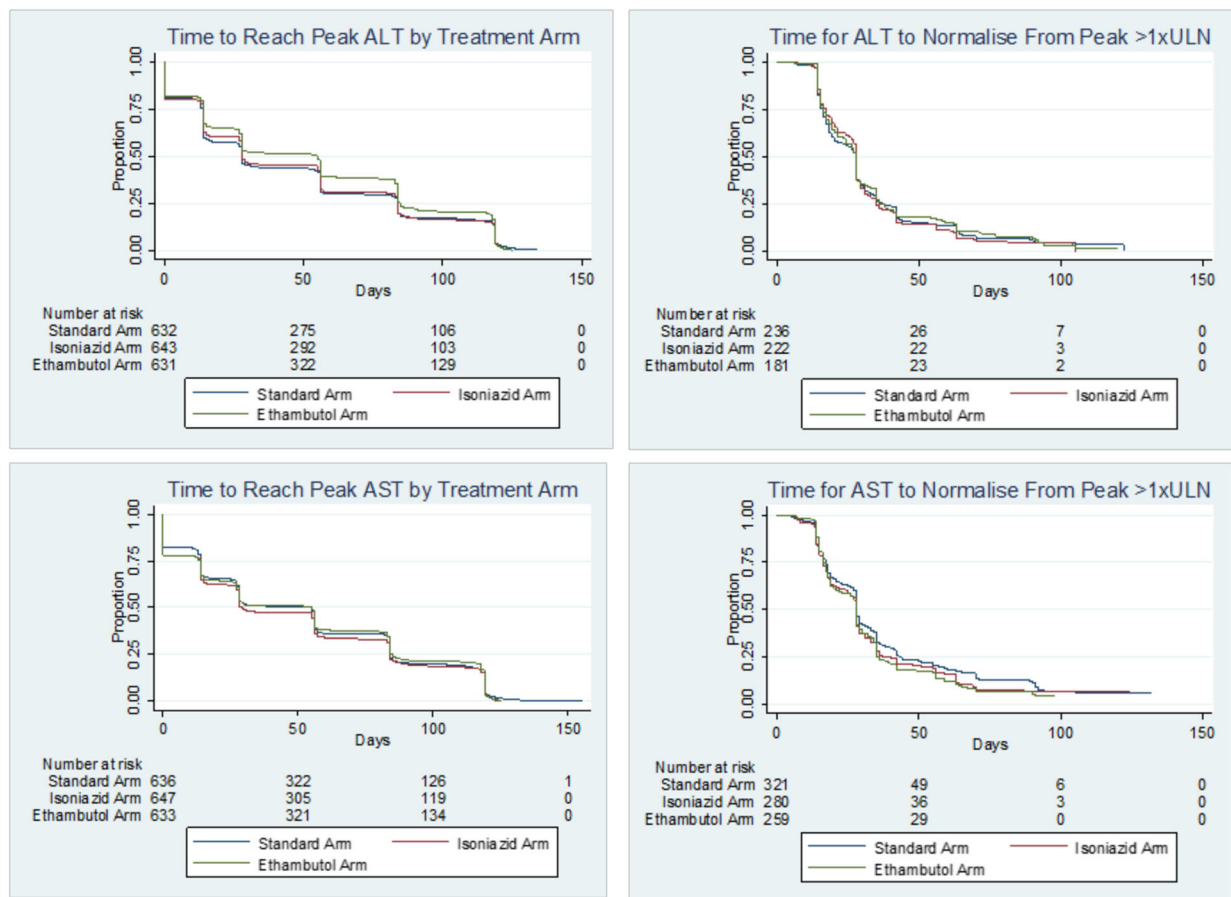 Time to Reach Peak ALT by Treatment Arm
Proportion
1.00
0.75
0.50
0.25
0.00
0 50 100 150
Days
Number at risk
Standard Arm 632 275 106 0
Isoniazid Arm 643 292 103 0
Ethambutol Arm 631 322 129 0
Standard Arm Isoniazid Arm
Ethambutol Arm
Time for ALT to Normalise From Peak >1xULN
Proportion
1.00
0.75
0.50
0.25
0.00
0 50 100 150
Days
Number at risk
Standard Arm 236 26 7 0
Isoniazid Arm 222 22 3 0
Ethambutol Arm 181 23 2 0
Standard Arm Isoniazid Arm
Ethambutol Arm
Time to Reach Peak AST by Treatment Arm
Proportion
1.00
0.75
0.50
0.25
0.00
0 50 100 150
Days
Number at risk
Standard Arm 636 322 126 1
Isoniazid Arm 647 305 119 0
Ethambutol Arm 633 321 134 0
Standard Arm Isoniazid Arm
Ethambutol Arm
Time for AST to Normalise From Peak >1xULN
Proportion
1.00
0.75
0.50
0.25
0.00
0 50 100 150
Days
Number at risk
Standard Arm 321 49 6 0
Isoniazid Arm 280 36 3 0
Ethambutol Arm 259 29 0 0
Standard Arm Isoniazid Arm
Ethambutol Arm